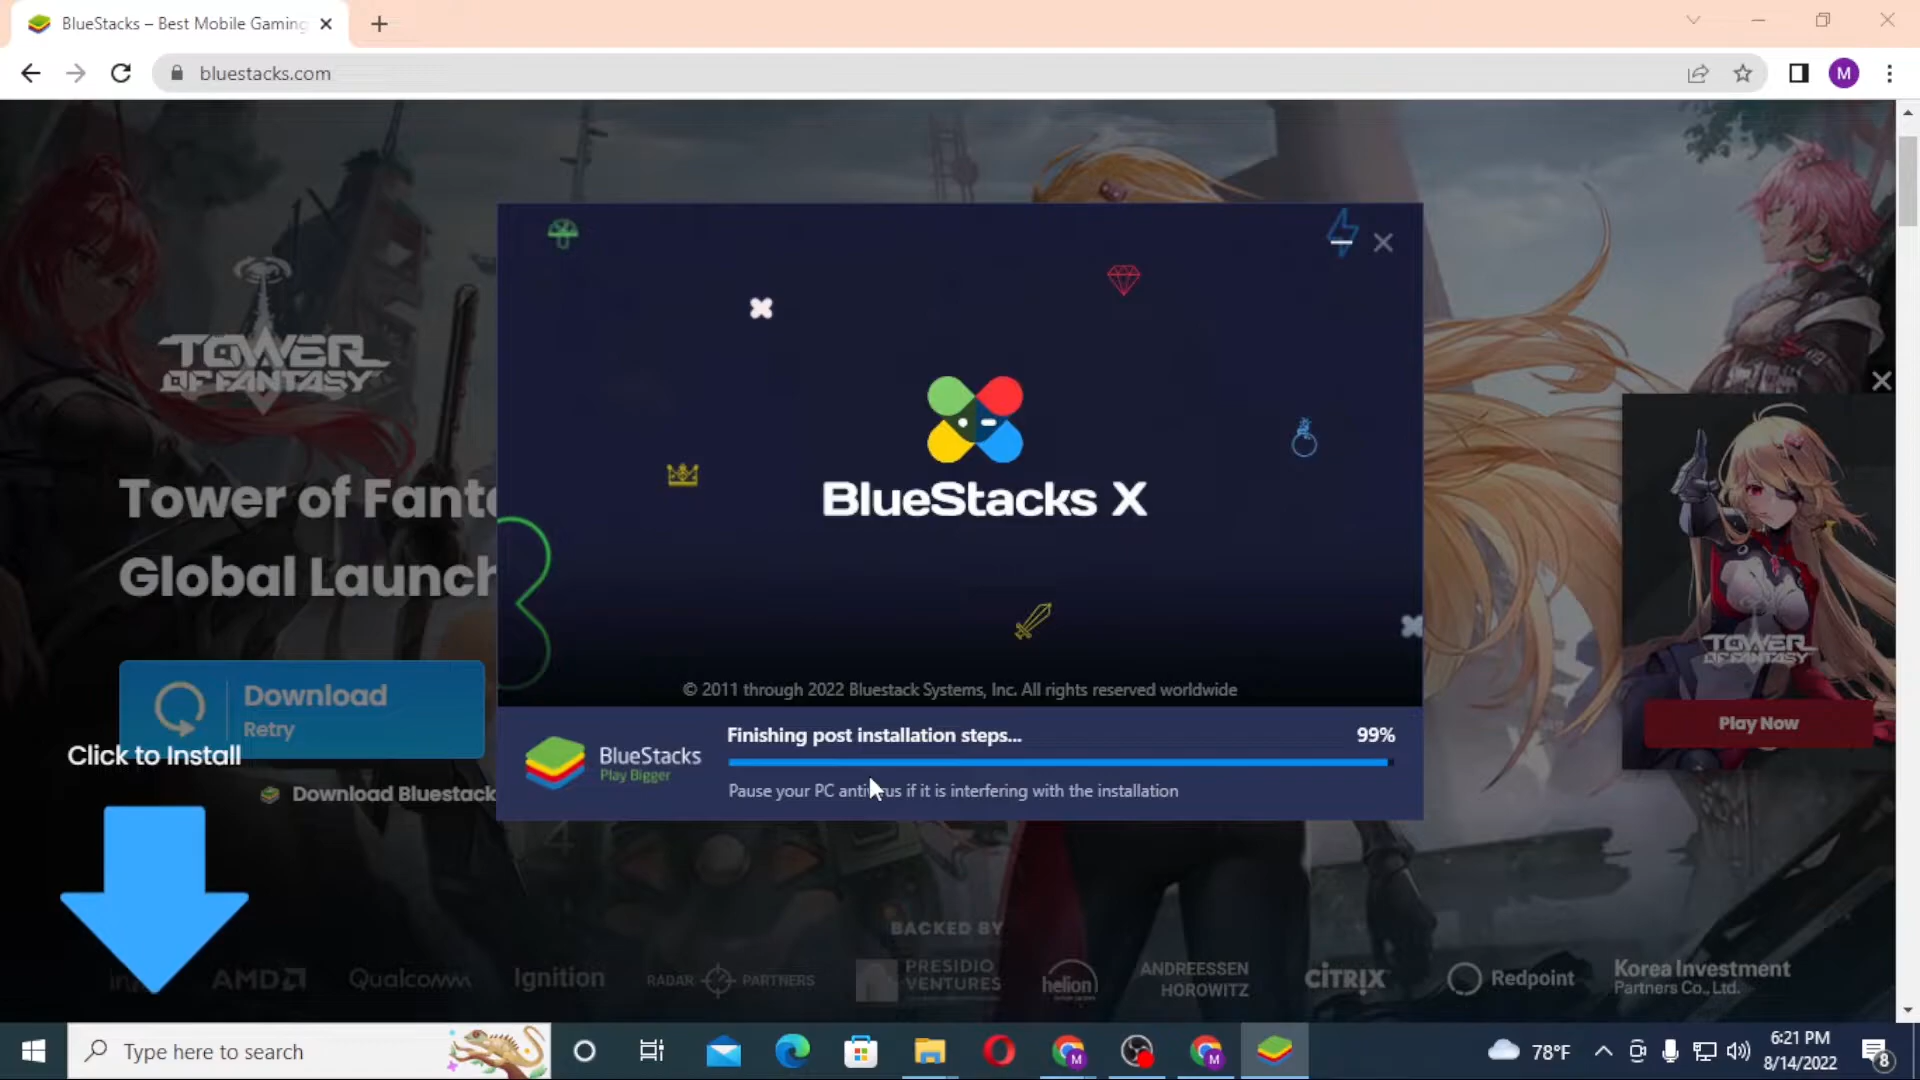 BlueStacks – Best Mobile Gaming
bluestacks.com
M
TOWER
OF FANTASY
Tower of Fant
Global Launch
Download
Retry
Click to Install
Download Bluestack
BlueStacks X
© 2011 through 2022 Bluestack Systems, Inc. All rights reserved worldwide
BlueStacks
Play Bigger
Finishing post installation steps...
99%
Pause your PC antivirus if it is interfering with the installation
TOWER
OF FANTASY
Play Now
BACKED BY
AMD
Qualcomm
Ignition
RADAR PARTNERS
PRESIDIO
VENTURES
helion
ANDREESSEN
HOROWITZ
CITRIX
Redpoint
Korea Investment
Partners Co., Ltd.
Type here to search
M
M
78°F
6:21 PM
8/14/2022
8